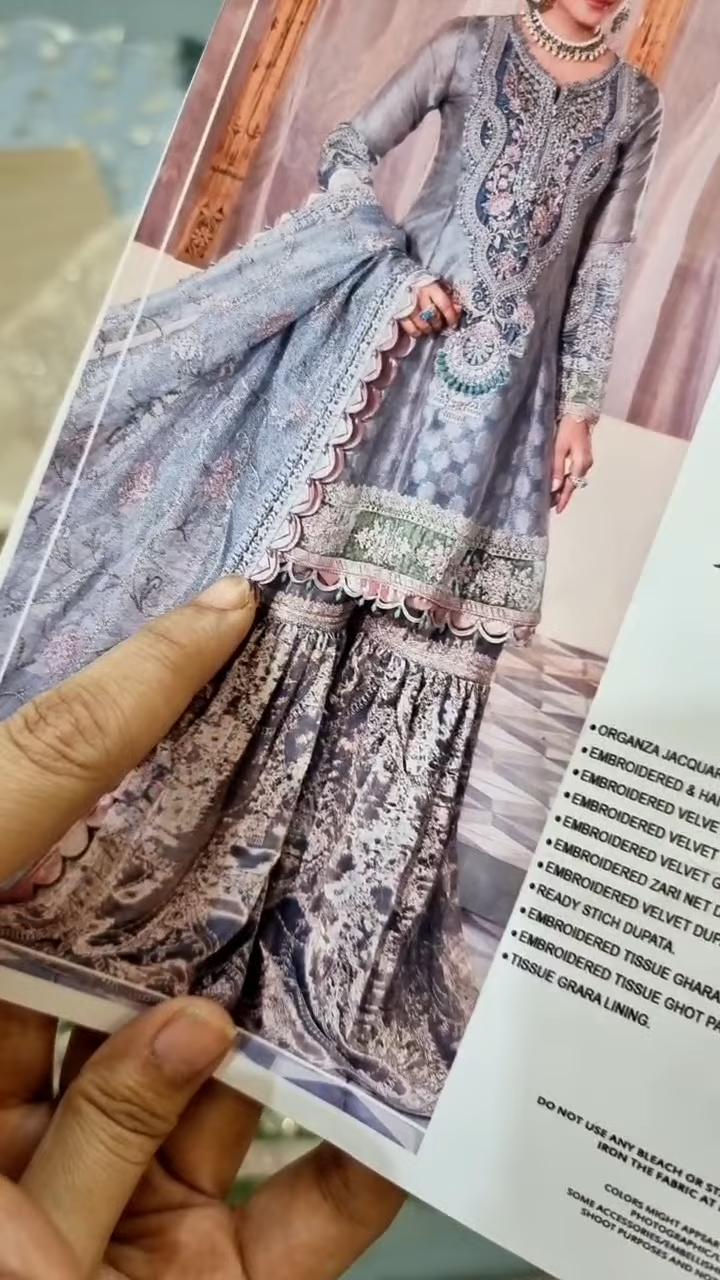 • ORGANZA JACQUAR
• EMBROIDERED & HA
• EMBROIDERED VELVE
• EMBROIDERED VELVET
• EMBROIDERED VELVET G
• EMBROIDERED ZARI NET D
• EMBROIDERED VELVET DUP
• READY STICH DUPATA.
• EMBROIDERED TISSUE GHARA
• EMBROIDERED TISSUE GHOT PA
• TISSUE GRARA LINING.
DO NOT USE ANY BLEACH OR ST
IRON THE FABRIC AT
COLORS MIGHT APPEAR
PHOTOGRAPHICA
SOME ACCESSORIES/EMBELLISH
SHOOT PURPOSES AND NO